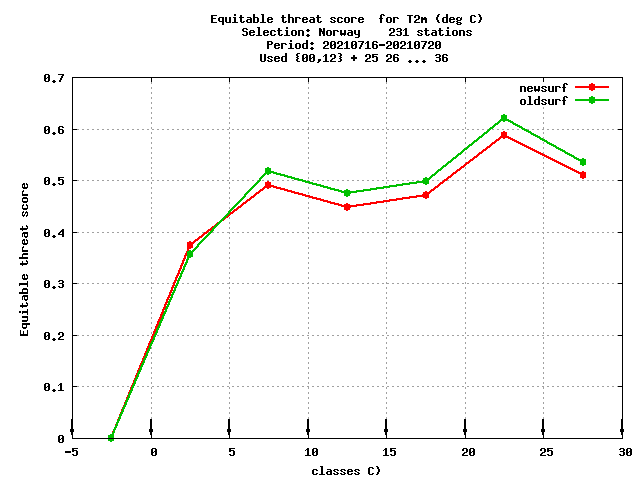 Equitable threat score  for T2m (deg C)
Selection: Norway    231 stations
Period: 20210716-20210720
Used {00,12} + 25 26 ... 36
newsurf
oldsurf
Equitable threat score
0.7
0.6
0.5
0.4
0.3
0.2
0.1
0
-5 0 5 10 15 20 25 30
classes C)